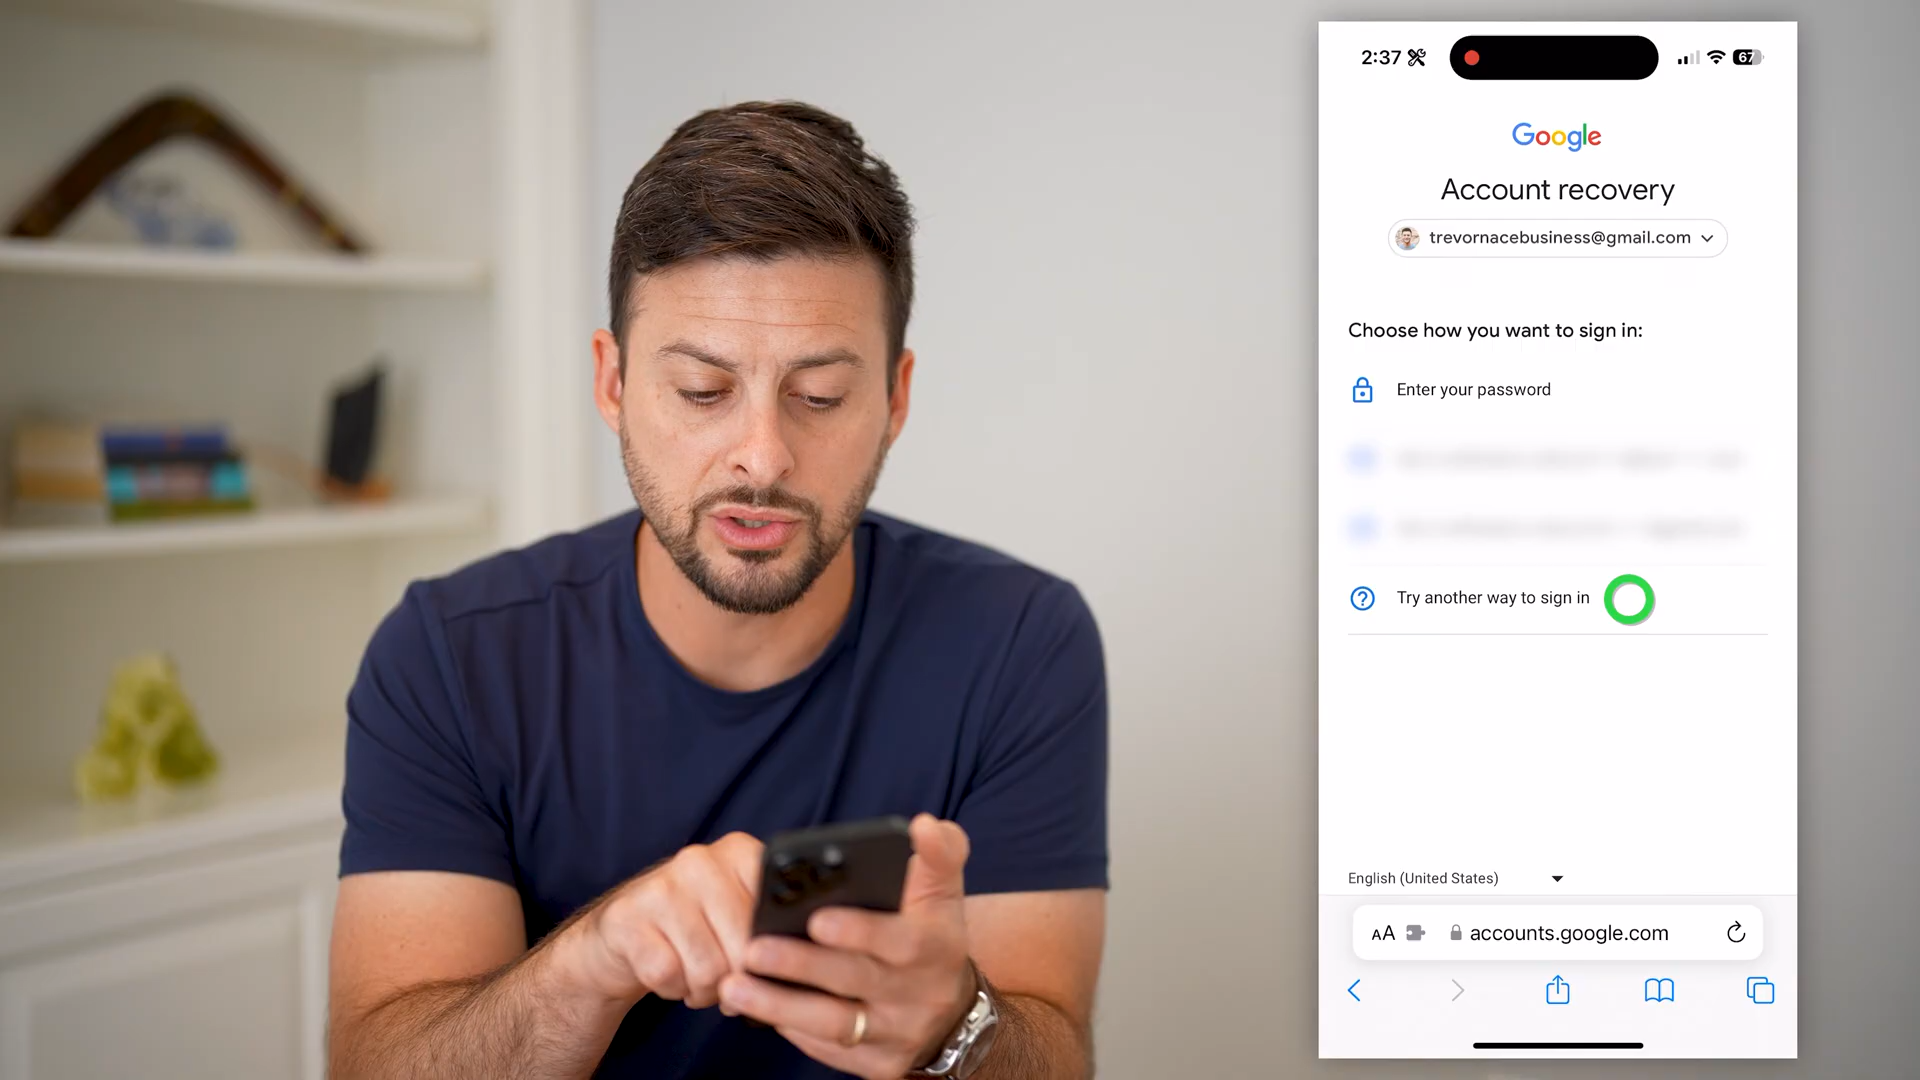 2:37
67
Google
Account recovery
trevornacebusiness@gmail.com
Choose how you want to sign in:
Enter your password
Try another way to sign in
English (United States)
AA
accounts.google.com